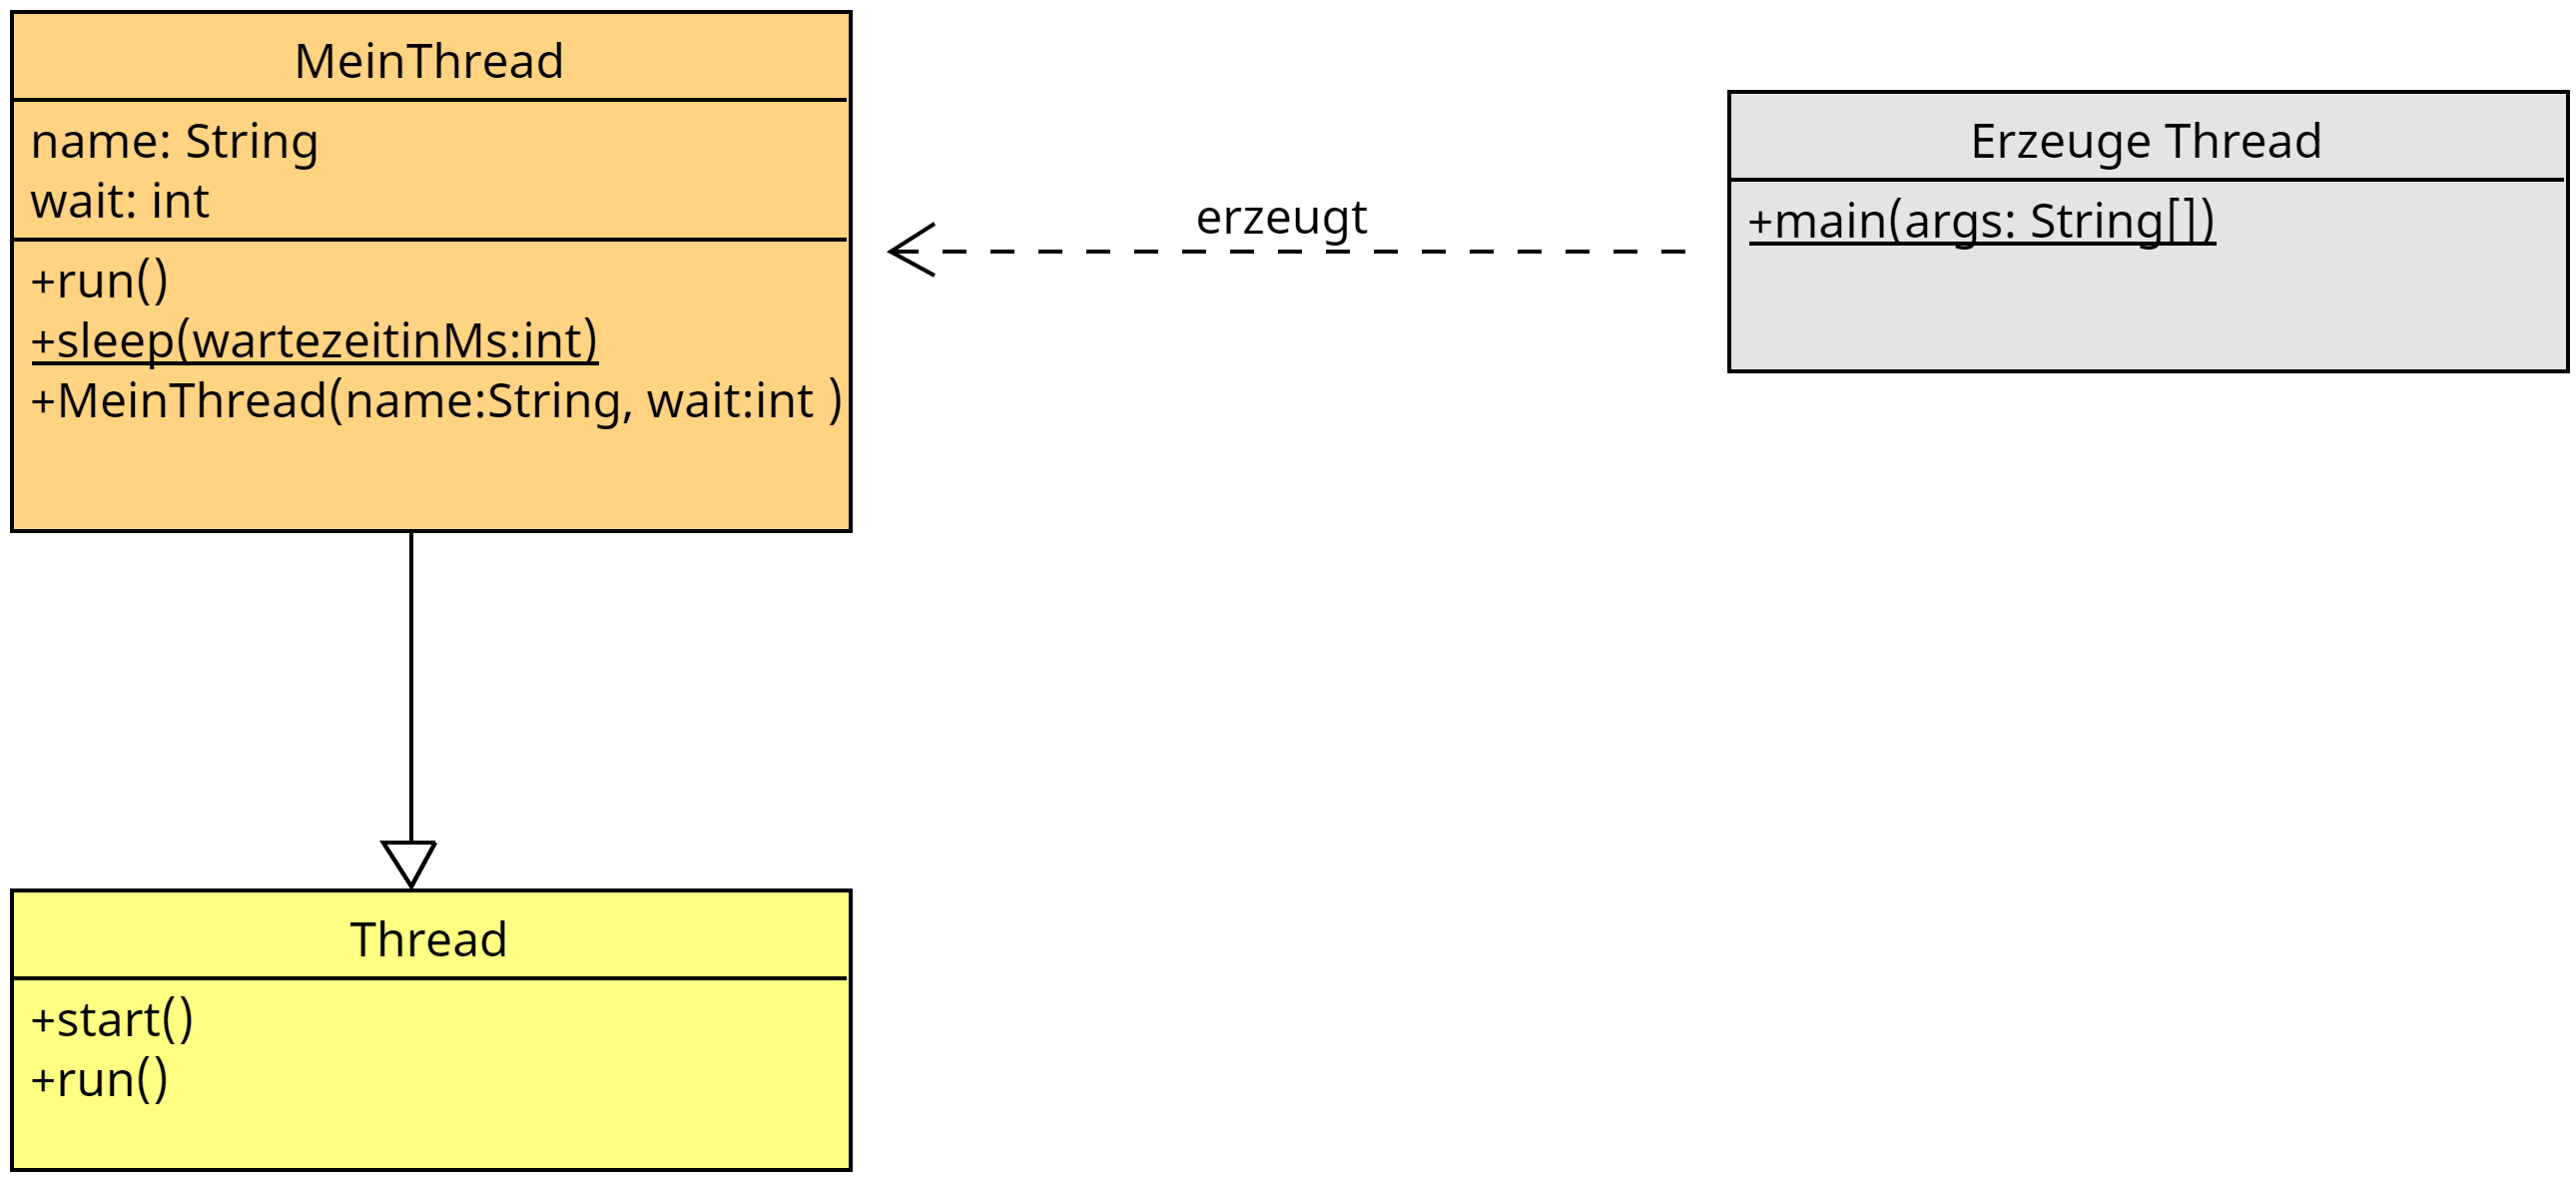 MeinThread
name: String
wait: int
+run()
+sleep(wartezeitinMs:int)
+MeinThread(name:String, wait:int )
erzeugt
Erzeuge Thread
+main(args: String[])
Thread
+start()
+run()